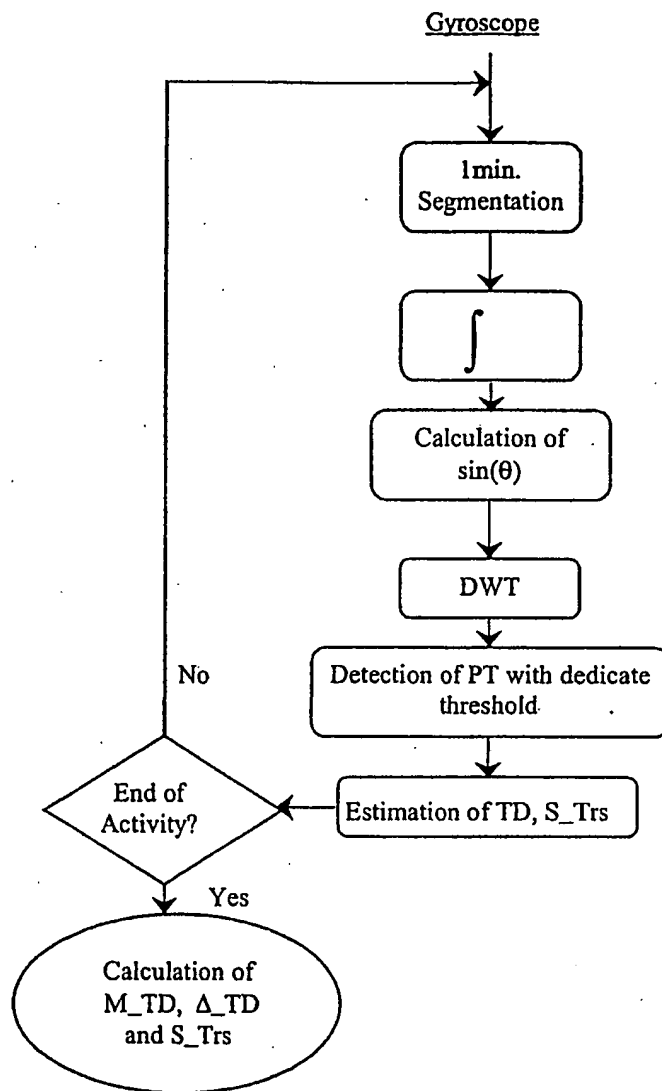 Gyroscope
1min.
Segmentation
∫
Calculation of
sin(θ)
DWT
Detection of PT with dedicate
threshold
Estimation of TD, S_Trs
End of
Activity?
No
Yes
Calculation of
M_TD, Δ_TD
and S_Trs